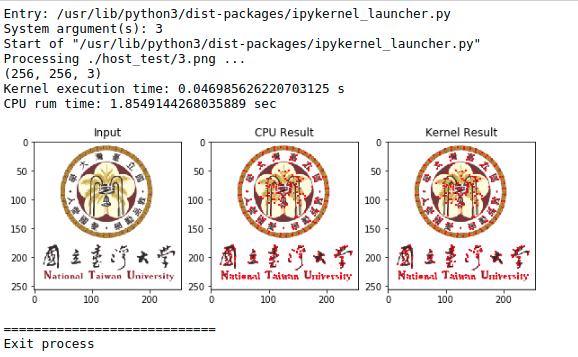 Entry: /usr/lib/python3/dist-packages/ipykernel_launcher.py
System argument(s): 3
Start of "/usr/lib/python3/dist-packages/ipykernel_launcher.py"
Processing ./host_test/3.png ...
(256, 256, 3)
Kernel execution time: 0.046985626220703125 s
CPU rum time: 1.8549144268035889 sec
Input CPU Result Kernel Result
0 0 0
50 50 50
100 100 100
150 150 150
200 200 200
國立臺灣大學 國立臺灣大學 國立臺灣大學
National Taiwan University National Taiwan University National Taiwan University
250 250 250
0 100 200 0 100 200 0 100 200
============================
Exit process